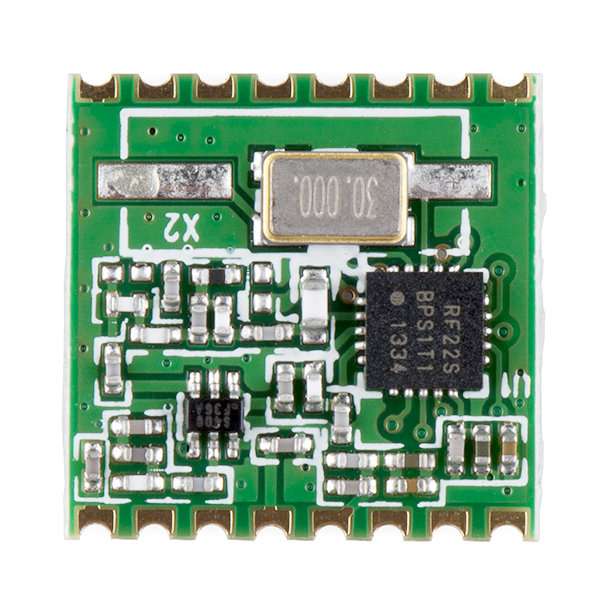 30.000.
X2
RF22S
BPS1T1
1334